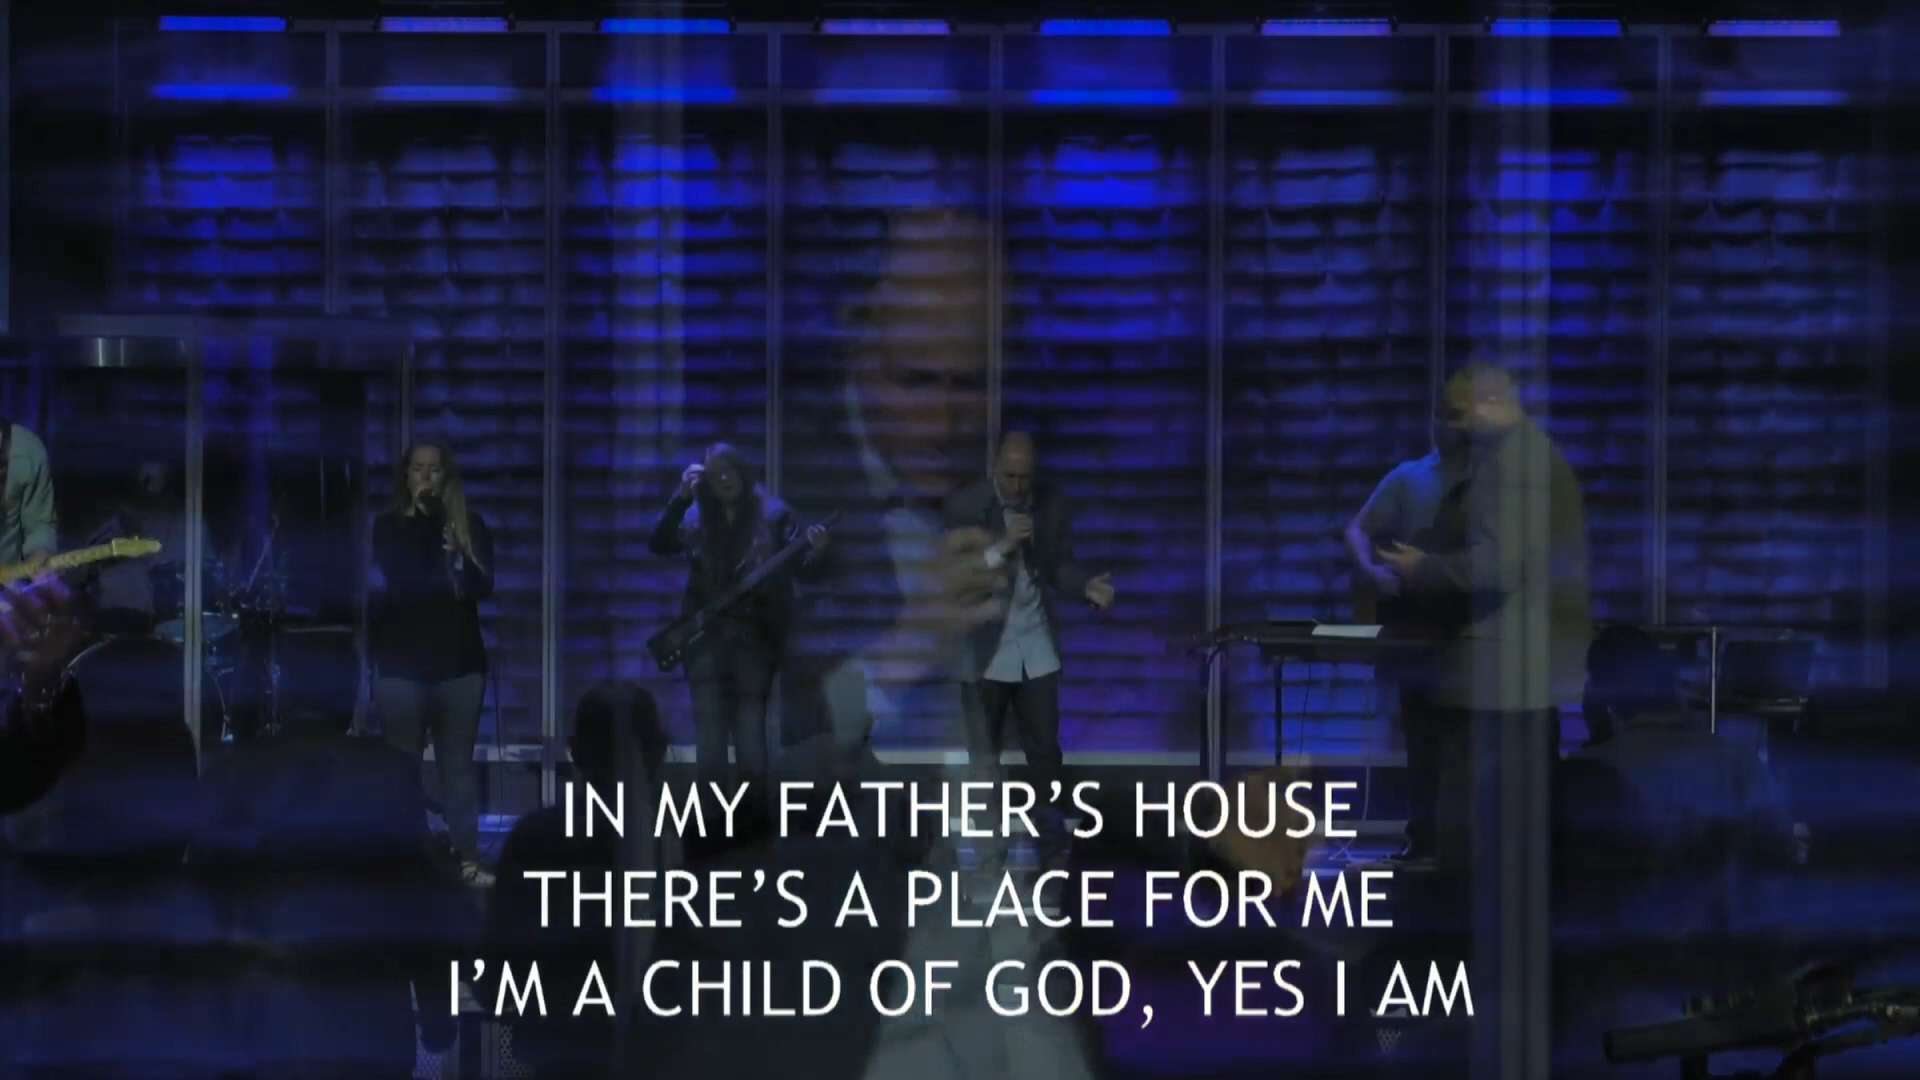 IN MY FATHER’S HOUSE
THERE’S A PLACE FOR ME
I’M A CHILD OF GOD, YES I AM